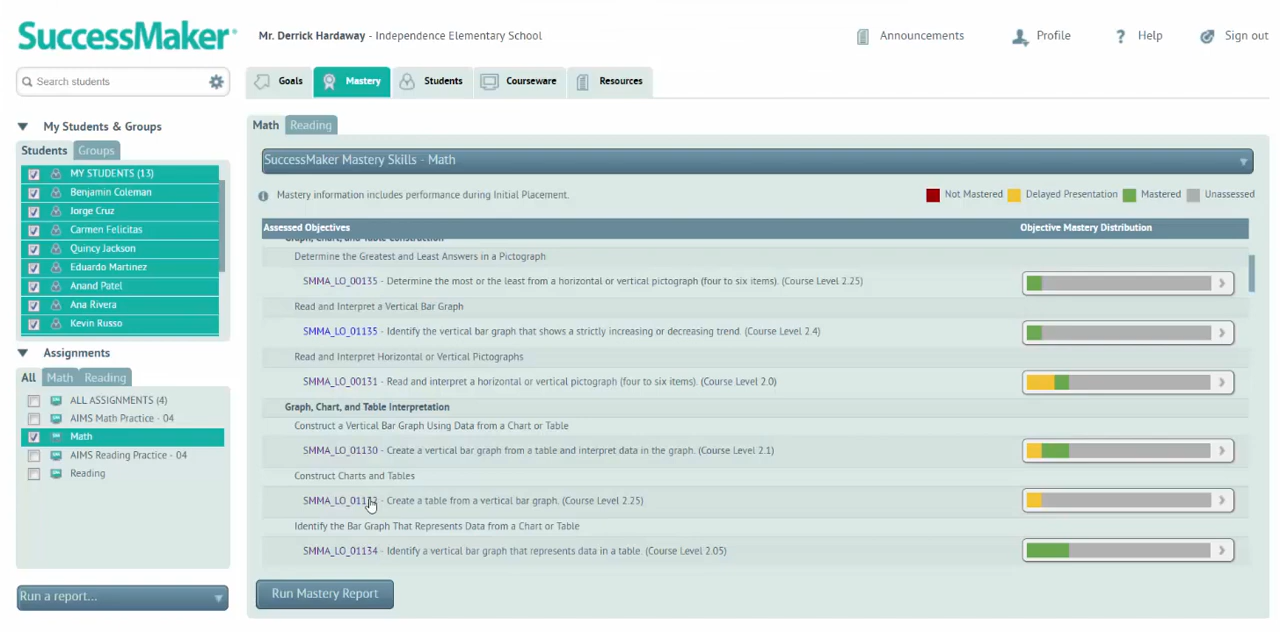 SuccessMaker®
Mr. Derrick Hardaway - Independence Elementary School
Announcements
Profile
? Help
Sign out
Search students
Goals
Mastery
Students
Courseware
Resources
My Students & Groups
Students
Groups
MY STUDENTS (13)
Benjamin Coleman
Jorge Cruz
Carmen Felicitas
Quincy Jackson
Eduardo Martinez
Anand Patel
Ana Rivera
Kevin Russo
Assignments
All
Math
Reading
ALL ASSIGNMENTS (4)
AIMS Math Practice - 04
Math
AIMS Reading Practice - 04
Reading
Run a report...
Math
Reading
SuccessMaker Mastery Skills - Math
Mastery information includes performance during Initial Placement.
Not Mastered
Delayed Presentation
Mastered
Unassessed
Assessed Objectives
Objective Mastery Distribution
Graph, Chart, and Table Construction
Determine the Greatest and Least Answers in a Pictograph
SMMA_LO_00135 - Determine the most or the least from a horizontal or vertical pictograph (four to six items). (Course Level 2.25)
Read and Interpret a Vertical Bar Graph
SMMA_LO_01135 - Identify the vertical bar graph that shows a strictly increasing or decreasing trend. (Course Level 2.4)
Read and Interpret Horizontal or Vertical Pictographs
SMMA_LO_00131 - Read and interpret a horizontal or vertical pictograph (four to six items). (Course Level 2.0)
Graph, Chart, and Table Interpretation
Construct a Vertical Bar Graph Using Data from a Chart or Table
SMMA_LO_01130 - Create a vertical bar graph from a table and interpret data in the graph. (Course Level 2.1)
Construct Charts and Tables
- Create a table from a vertical bar graph. (Course Level 2.25)
Identify the Bar Graph That Represents Data from a Chart or Table
SMMA_LO_01134 - Identify a vertical bar graph that represents data in a table. (Course Level 2.05)
Run Mastery Report